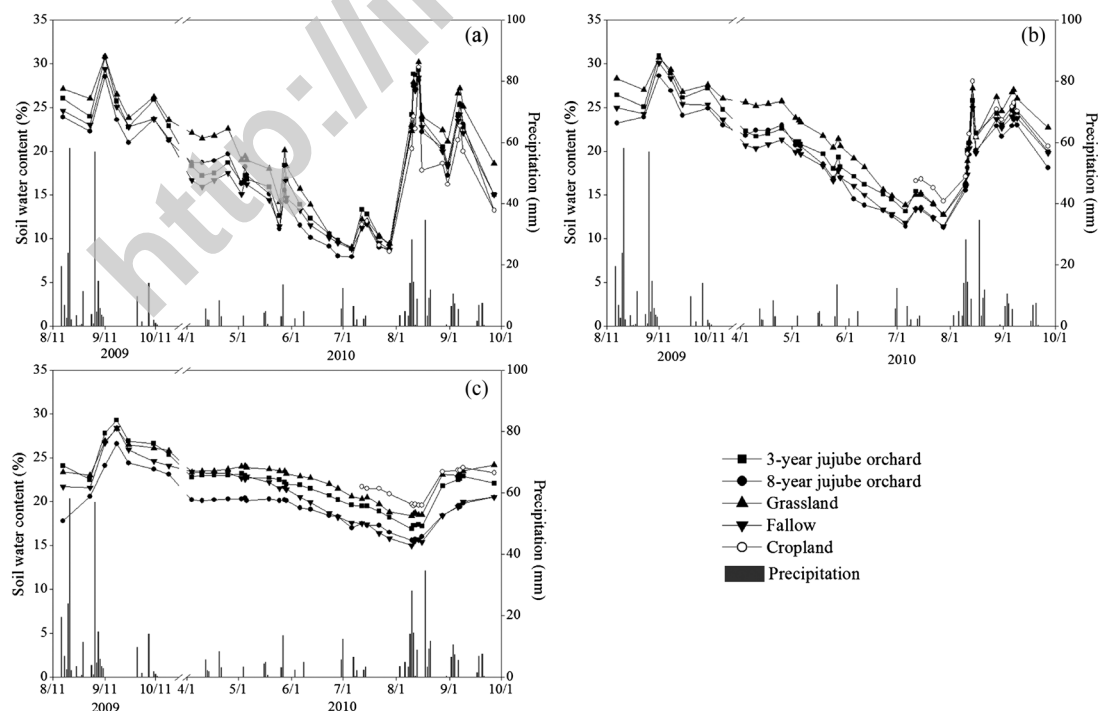 35
30
25
20
15
10
5
0
100
80
60
40
20
0
Soil water content (%)
Precipitation (mm)
(a)
8/11 9/11 10/11 4/1 5/1 6/1 7/1 8/1 9/1 10/1
2009 2010
35
30
25
20
15
10
5
0
100
80
60
40
20
0
Soil water content (%)
Precipitation (mm)
(b)
8/11 9/11 10/11 4/1 5/1 6/1 7/1 8/1 9/1 10/1
2009 2010
35
30
25
20
15
10
5
0
100
80
60
40
20
0
Soil water content (%)
Precipitation (mm)
(c)
8/11 9/11 10/11 4/1 5/1 6/1 7/1 8/1 9/1 10/1
2009 2010
3-year jujube orchard
8-year jujube orchard
Grassland
Fallow
Cropland
Precipitation
http://